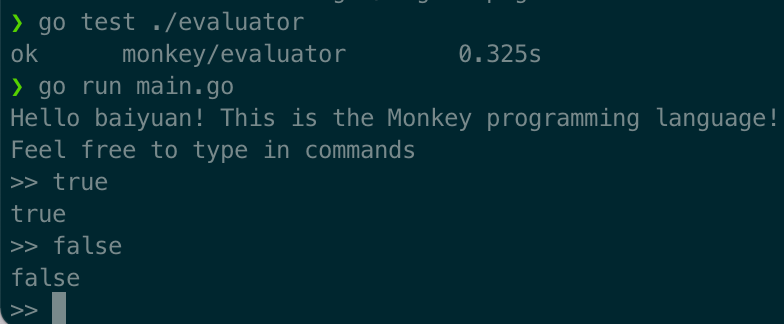 ❯ go test ./evaluator
ok      monkey/evaluator        0.325s
❯ go run main.go
Hello baiyuan! This is the Monkey programming language!
Feel free to type in commands
>> true
true
>> false
false
>>